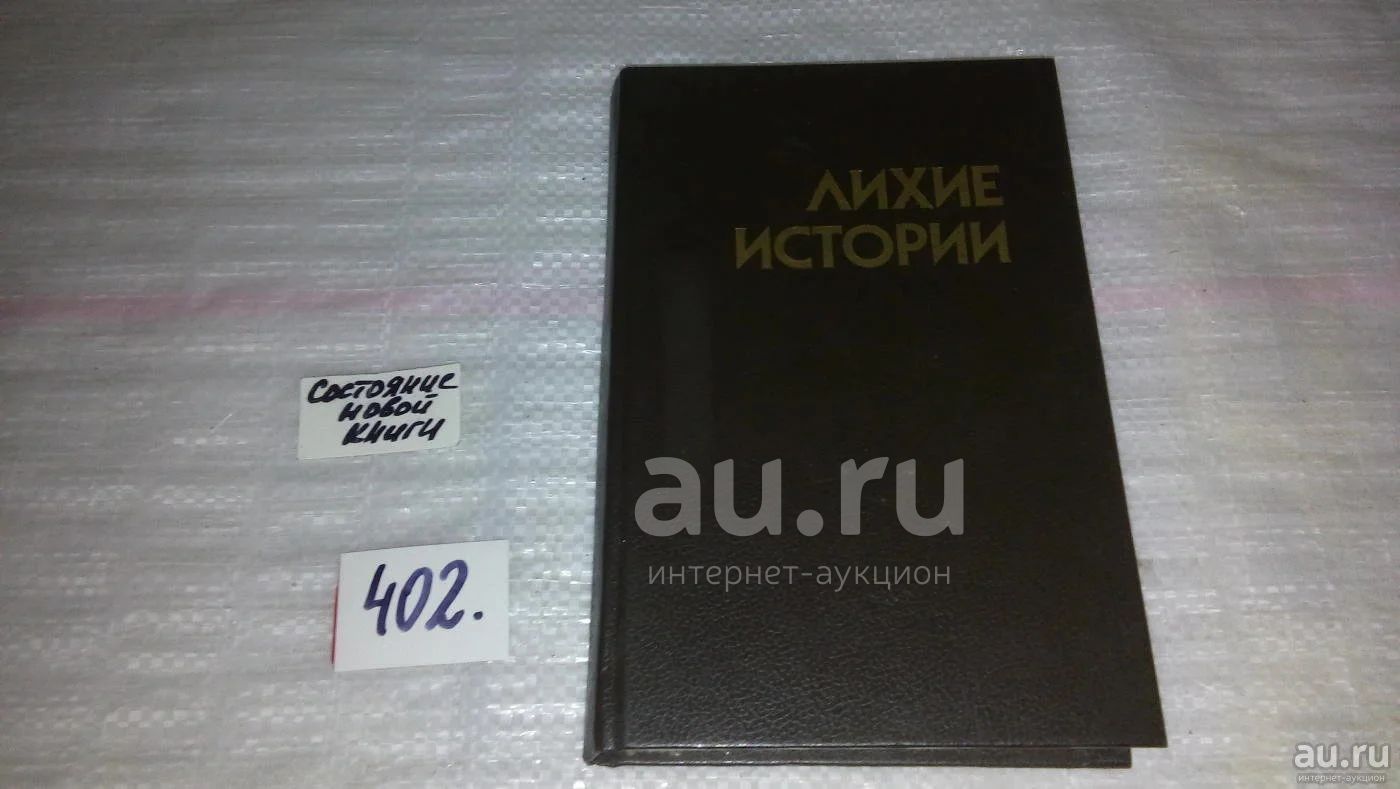 ЛИХИЕ
ИСТОРИИ
Состояние
новой
книги
402.
au.ru
интернет-аукцион
au.ru
интернет-аукцион